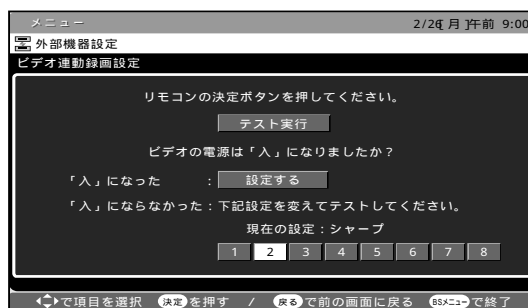 メニュー 2/26[月]午前 9:00
外部機器設定
ビデオ連動録画設定
リモコンの決定ボタンを押してください。
テスト実行
ビデオの電源は「入」になりましたか？
「入」になった ： 設定する
「入」にならなかった：下記設定を変えてテストしてください。
現在の設定：シャープ
1 2 3 4 5 6 7 8
で項目を選択 決定 を押す / 戻る で前の画面に戻る BSメニュー で終了